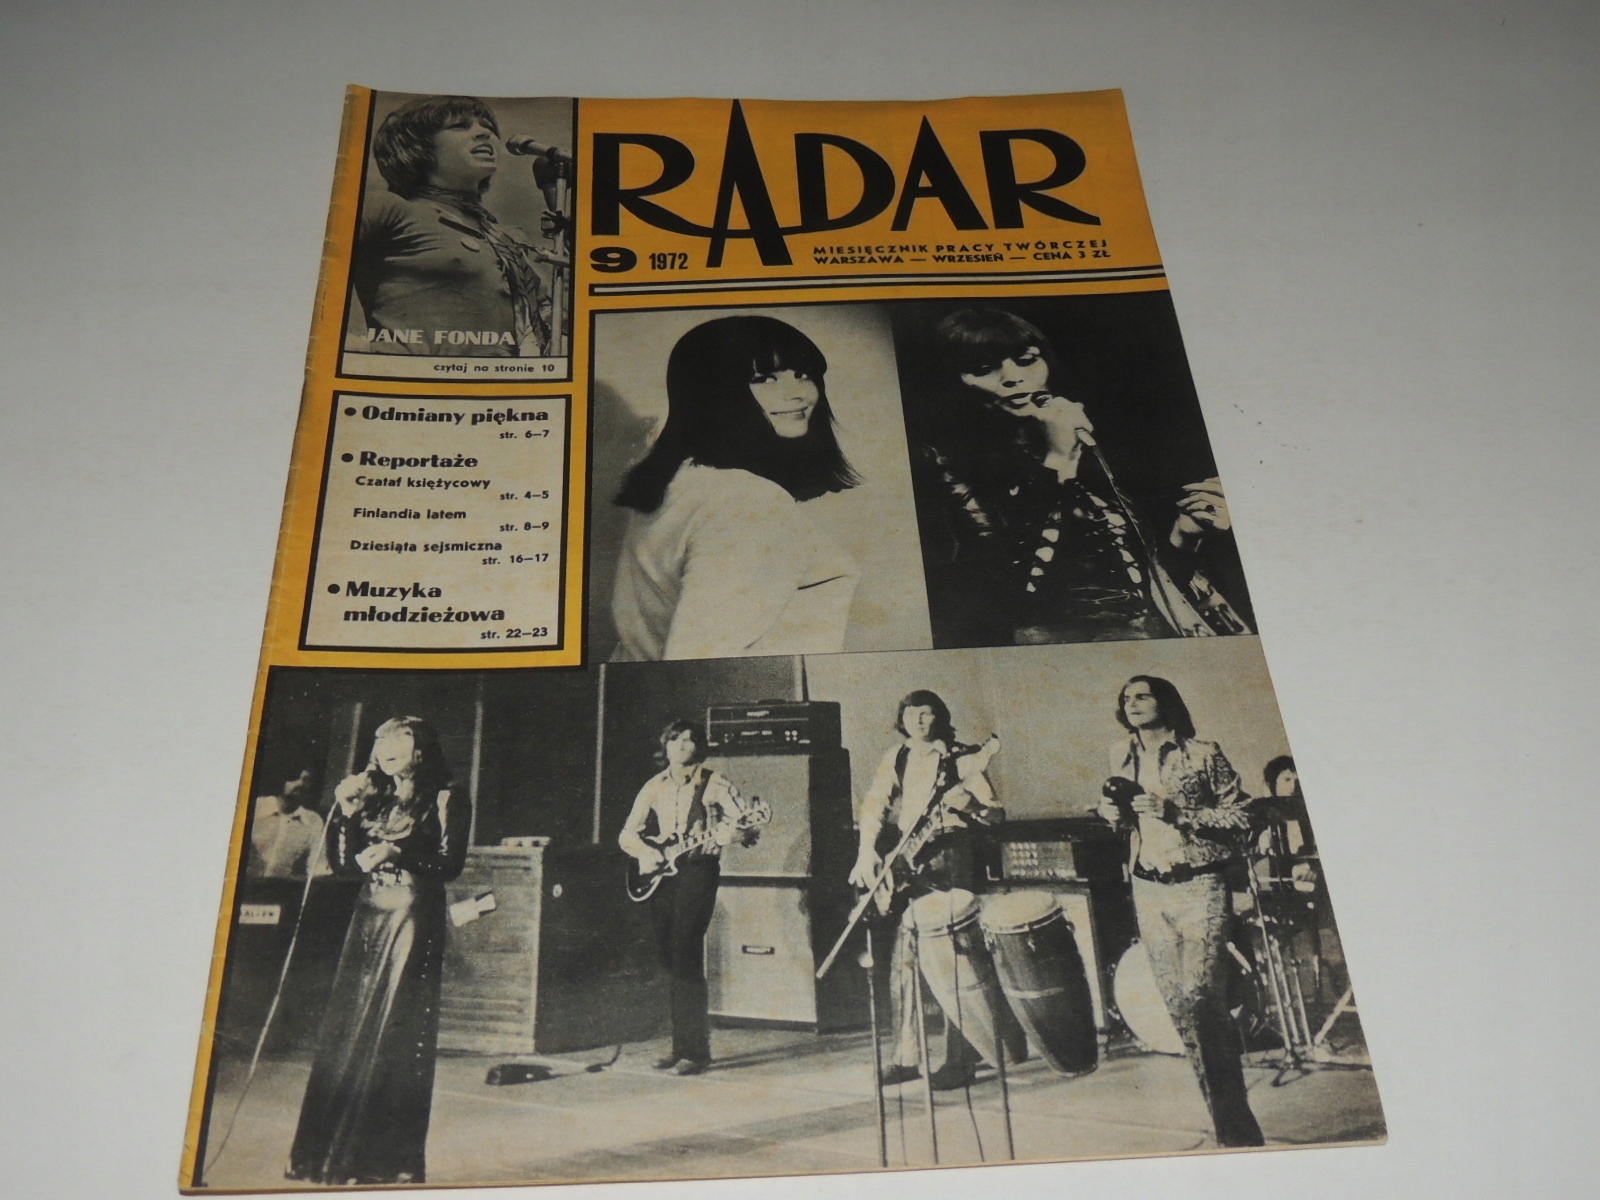 RADAR
9 1972
MIESIĘCZNIK PRACY TWÓRCZEJ
WARSZAWA — WRZESIEŃ — CENA 3 ZŁ
JANE FONDA
czytaj na stronie 10
• Odmiany piękna
str. 6—7
• Reportaże
Czataf księżycowy
str. 4—5
Finlandia latem
str. 8—9
Dziesiąta sejsmiczna
str. 16—17
• Muzyka
młodzieżowa
str. 22—23